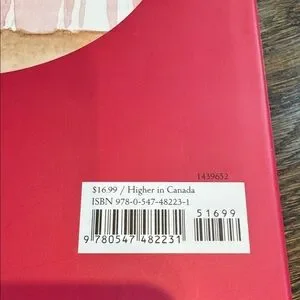 1439652
$16.99 / Higher in Canada
ISBN 978-0-547-48223-1
51699
9 780547 482231